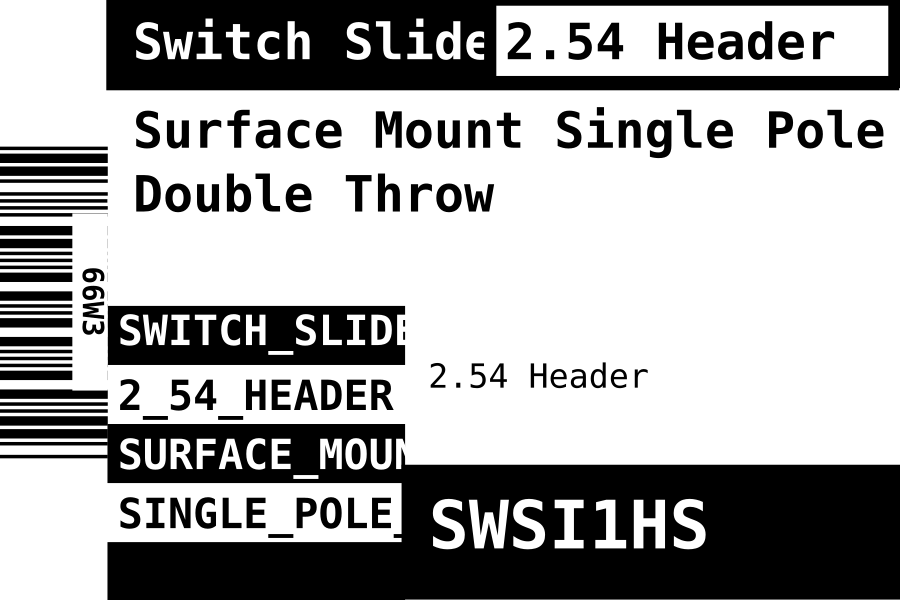 Switch Slide
2.54 Header
Surface Mount Single Pole
Double Throw
66W3
SWITCH_SLIDE
2_54_HEADER
SURFACE_MOUN
SINGLE_POLE_
2.54 Header
SWSI1HS